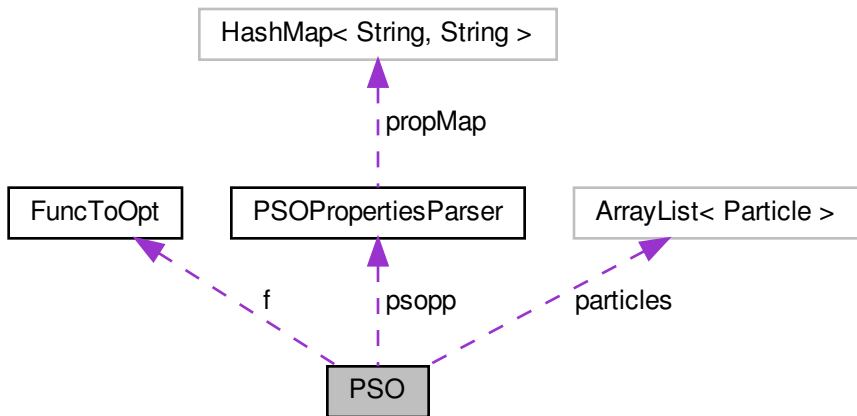 HashMap< String, String >
propMap
FuncToOpt
PSOPropertiesParser
ArrayList< Particle >
f
psopp
particles
PSO